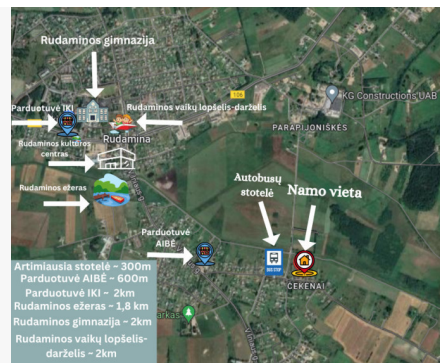 Rudaminos gimnazija
106
Parduotuvė IKI
Rudaminos vaikų lopšelis-darželis
KG Constructions UAB
PARAPIJONIŠKĖS
Rudamina
Rudaminos kultūros
centras
Rudaminos ežeras
Autobusų
stotelė
Namo vieta
Parduotuvė
AIBĖ
BUS STOP
ČEKĖNAI
Artimiausia stotelė – 300m
Parduotuvė AIBĖ – 600m
Parduotuvė IKI – 2km
Rudaminos ežeras – 1,8 km
Rudaminos gimnazija – 2km
Rudaminos vaikų lopšelis-
darželis – 2km